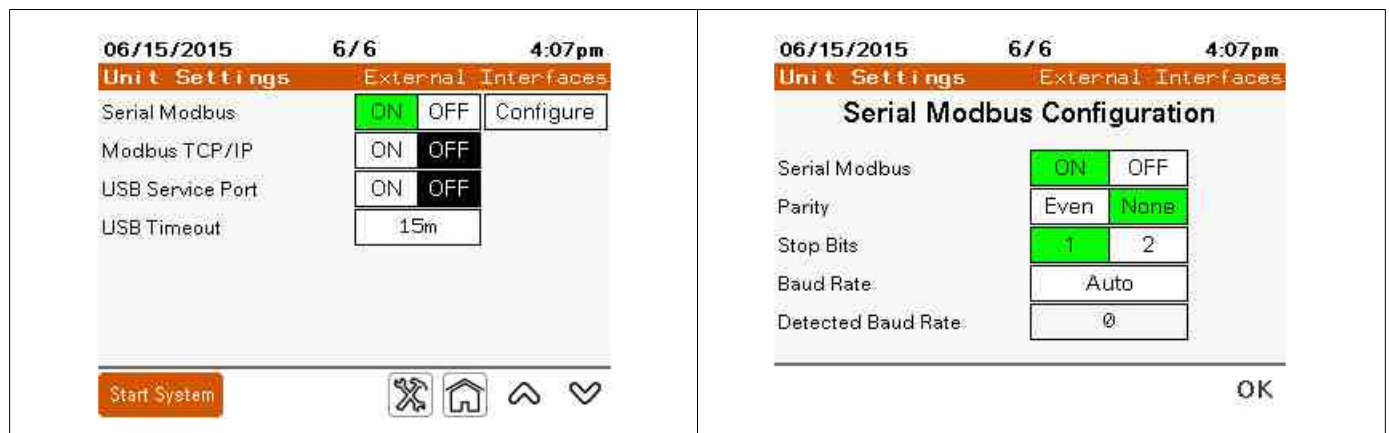 06/15/2015 6/6 4:07pm
Unit Settings External Interfaces
Serial Modbus ON OFF Configure
Modbus TCP/IP ON OFF
USB Service Port ON OFF
USB Timeout 15m
Start System
06/15/2015 6/6 4:07pm
Unit Settings External Interfaces
Serial Modbus Configuration
Serial Modbus ON OFF
Parity Even None
Stop Bits 1 2
Baud Rate Auto
Detected Baud Rate 0
OK